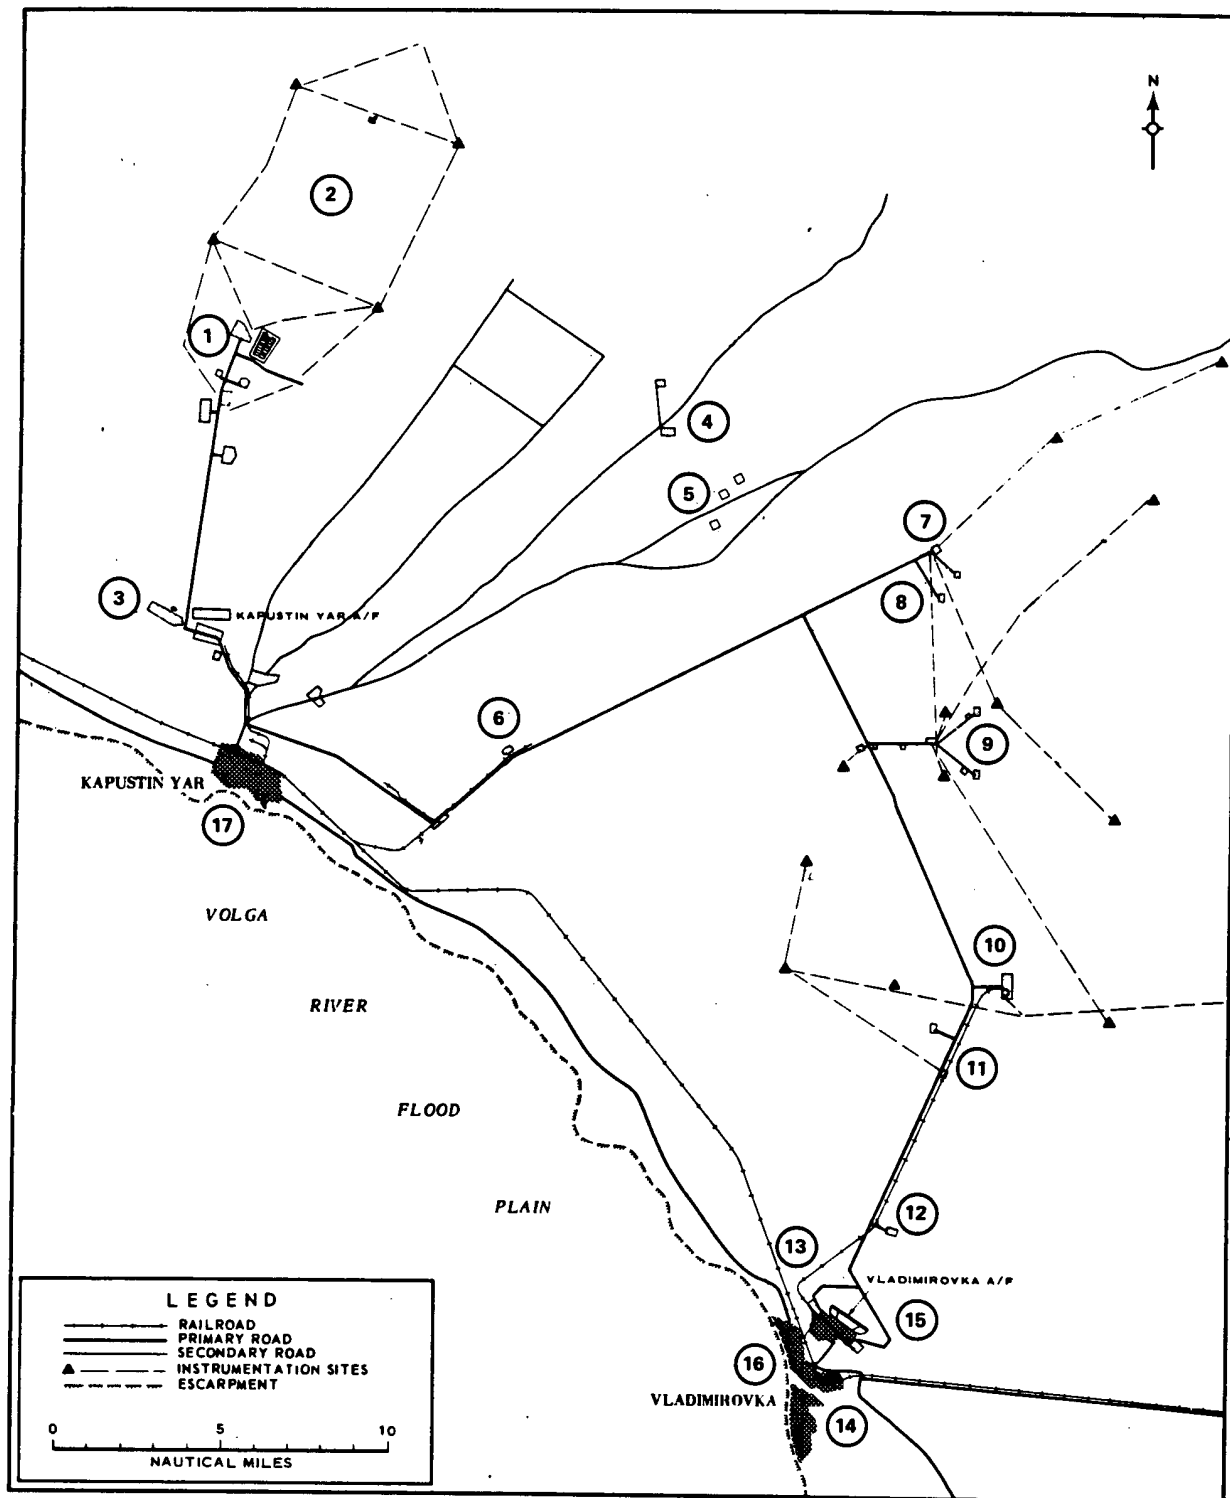 N
2
1
4
5
7
3
8
KAPUSTIN YAR A/F
6
9
KAPUSTIN YAR
17
VOLGA
10
RIVER
11
FLOOD
PLAIN
12
13
VLADIMIROVKA A/F
15
16
VLADIMIROVKA
14
LEGEND
RAILROAD
PRIMARY ROAD
SECONDARY ROAD
INSTRUMENTATION SITES
ESCARPMENT
0 5 10
NAUTICAL MILES